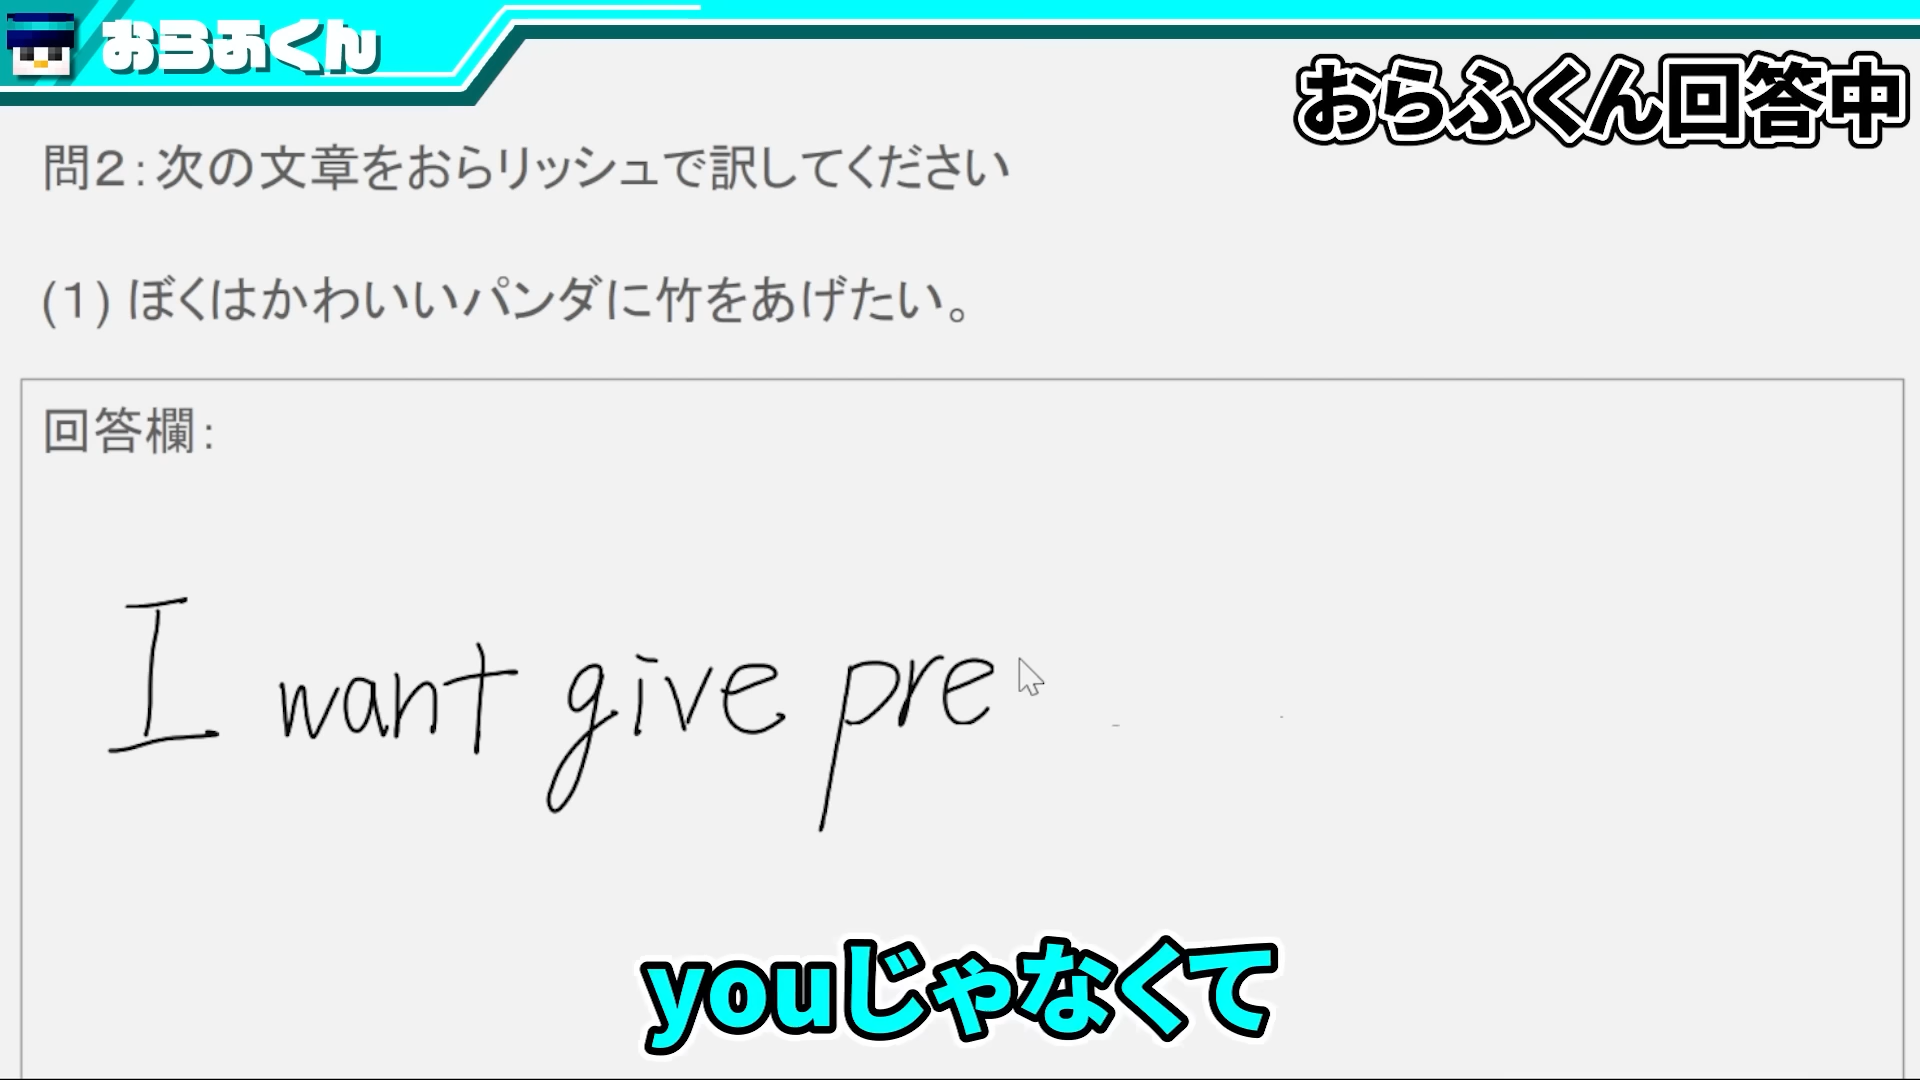 おらふくん
おらふくん回答中
問2:次の文章をおらリッシュで訳してください
(1) ぼくはかわいいパンダに竹をあげたい。
回答欄:
I want give pre
youじゃなくて